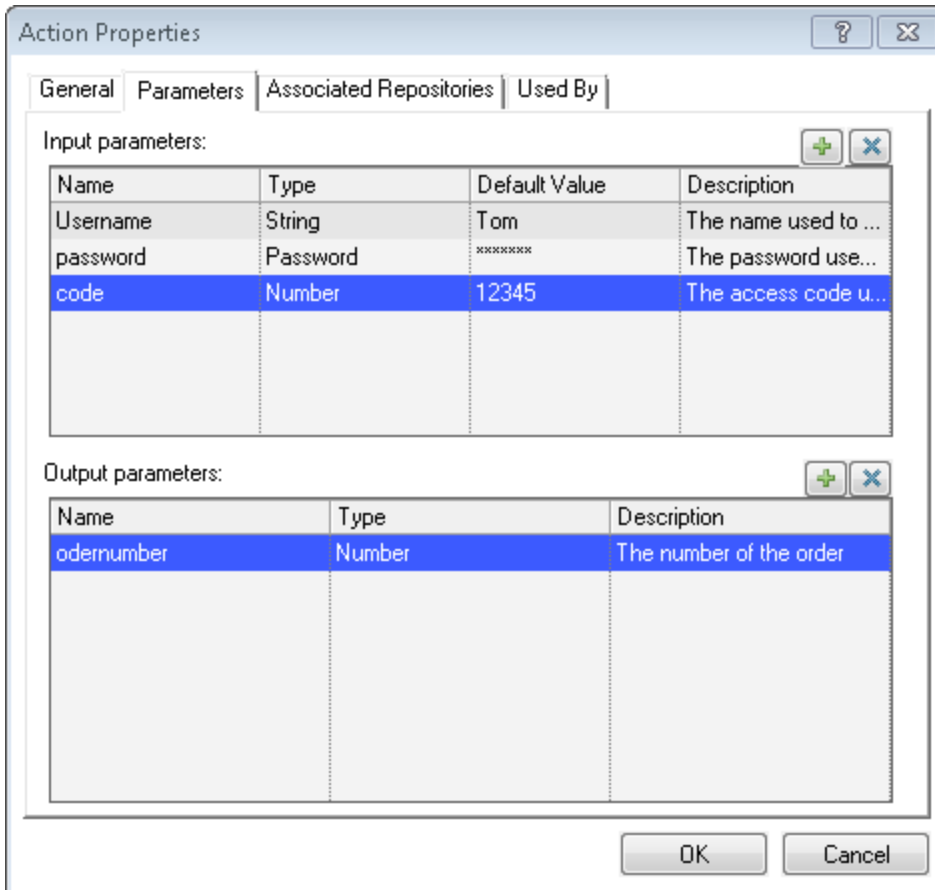 Action Properties
General Parameters Associated Repositories Used By
Input parameters:
Name Type Default Value Description
Username String Tom The name used to ...
password Password ******* The password use...
code Number 12345 The access code u...
Output parameters:
Name Type Description
odernumber Number The number of the order
OK Cancel